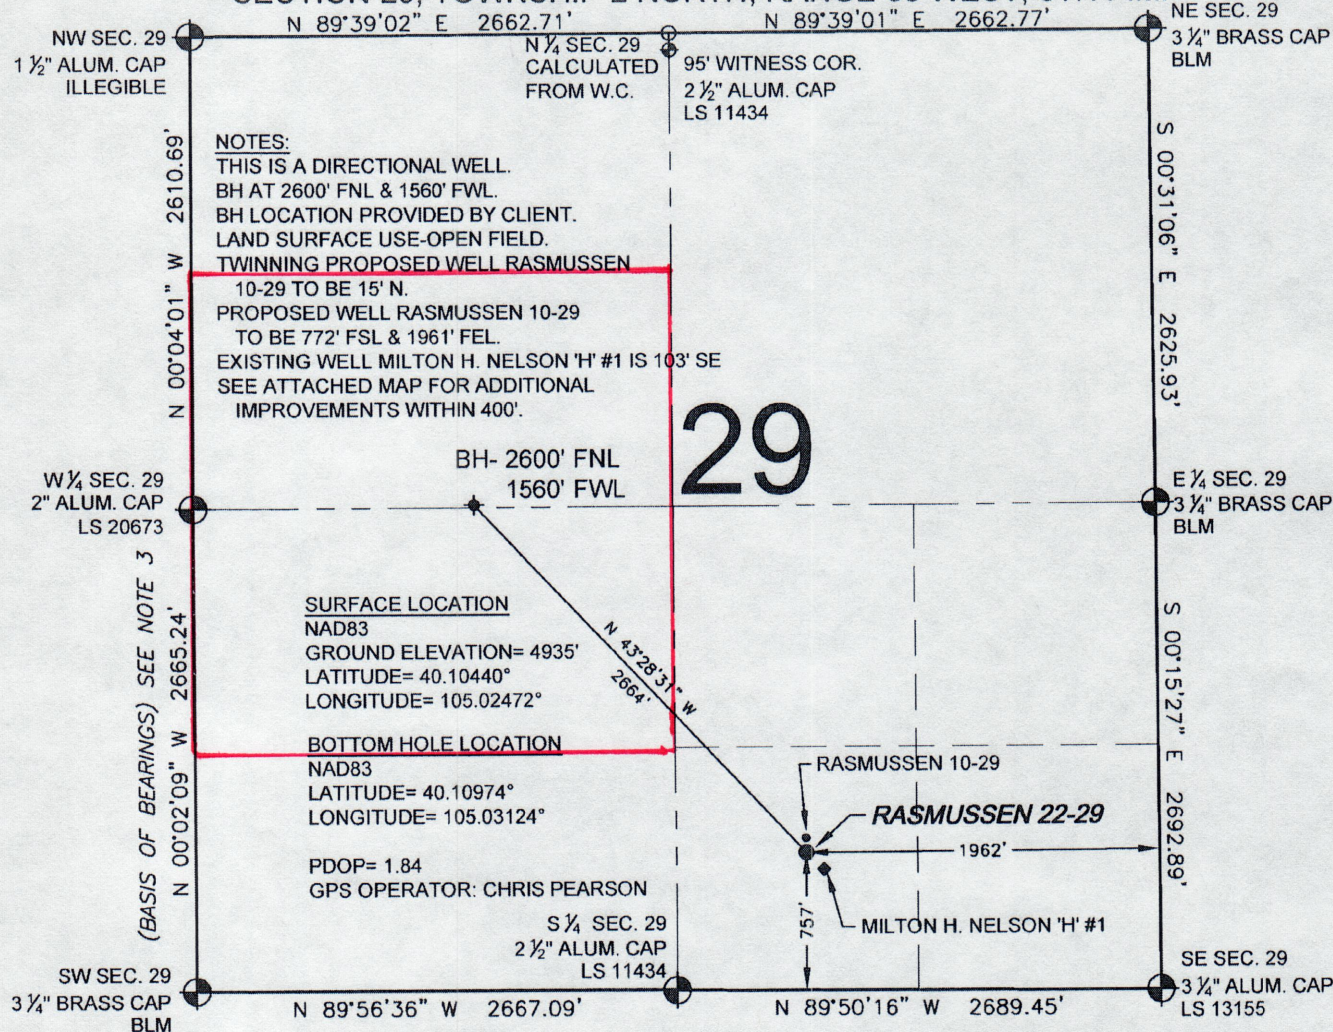 N 89°39'02" E 2662.71'
N 89°39'01" E 2662.77'
NW SEC. 29
1 ½" ALUM. CAP
ILLEGIBLE
N ¼ SEC. 29
CALCULATED
FROM W.C.
95' WITNESS COR.
2 ½" ALUM. CAP
LS 11434
NE SEC. 29
3 ¼" BRASS CAP
BLM
NOTES:
THIS IS A DIRECTIONAL WELL.
BH AT 2600' FNL & 1560' FWL.
BH LOCATION PROVIDED BY CLIENT.
LAND SURFACE USE-OPEN FIELD.
TWINNING PROPOSED WELL RASMUSSEN
10-29 TO BE 15' N.
PROPOSED WELL RASMUSSEN 10-29
TO BE 772' FSL & 1961' FEL.
EXISTING WELL MILTON H. NELSON 'H' #1 IS 103' SE
SEE ATTACHED MAP FOR ADDITIONAL
IMPROVEMENTS WITHIN 400'.
N 00°04'01" W 2610.69'
S 00°31'06" E 2625.93'
29
BH- 2600' FNL
1560' FWL
W ¼ SEC. 29
2" ALUM. CAP
LS 20673
E ¼ SEC. 29
3 ¼" BRASS CAP
BLM
(BASIS OF BEARINGS) SEE NOTE 3
N 00°02'09" W 2665.24'
SURFACE LOCATION
NAD83
GROUND ELEVATION= 4935'
LATITUDE= 40.10440°
LONGITUDE= 105.02472°
N 43°28'31" W
2664'
S 00°15'27" E 2692.89'
BOTTOM HOLE LOCATION
NAD83
LATITUDE= 40.10974°
LONGITUDE= 105.03124°
PDOP= 1.84
GPS OPERATOR: CHRIS PEARSON
RASMUSSEN 10-29
RASMUSSEN 22-29
1962'
757'
MILTON H. NELSON 'H' #1
S ¼ SEC. 29
2 ½" ALUM. CAP
LS 11434
SW SEC. 29
3 ¼" BRASS CAP
BLM
SE SEC. 29
3 ¼" ALUM. CAP
LS 13155
N 89°56'36" W 2667.09'
N 89°50'16" W 2689.45'